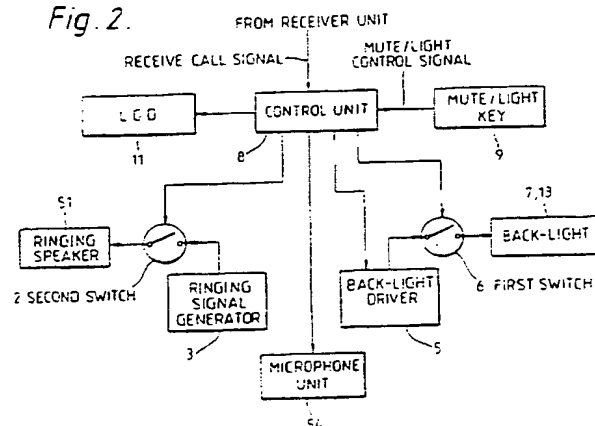 Fig. 2.
FROM RECEIVER UNIT
RECEIVE CALL SIGNAL
MUTE/LIGHT
CONTROL SIGNAL
LCD
CONTROL UNIT
MUTE/LIGHT
KEY
11
8
9
51
7,13
RINGING
SPEAKER
BACK-LIGHT
2 SECOND SWITCH
6 FIRST SWITCH
RINGING
SIGNAL
GENERATOR
BACK-LIGHT
DRIVER
3
5
MICROPHONE
UNIT
54